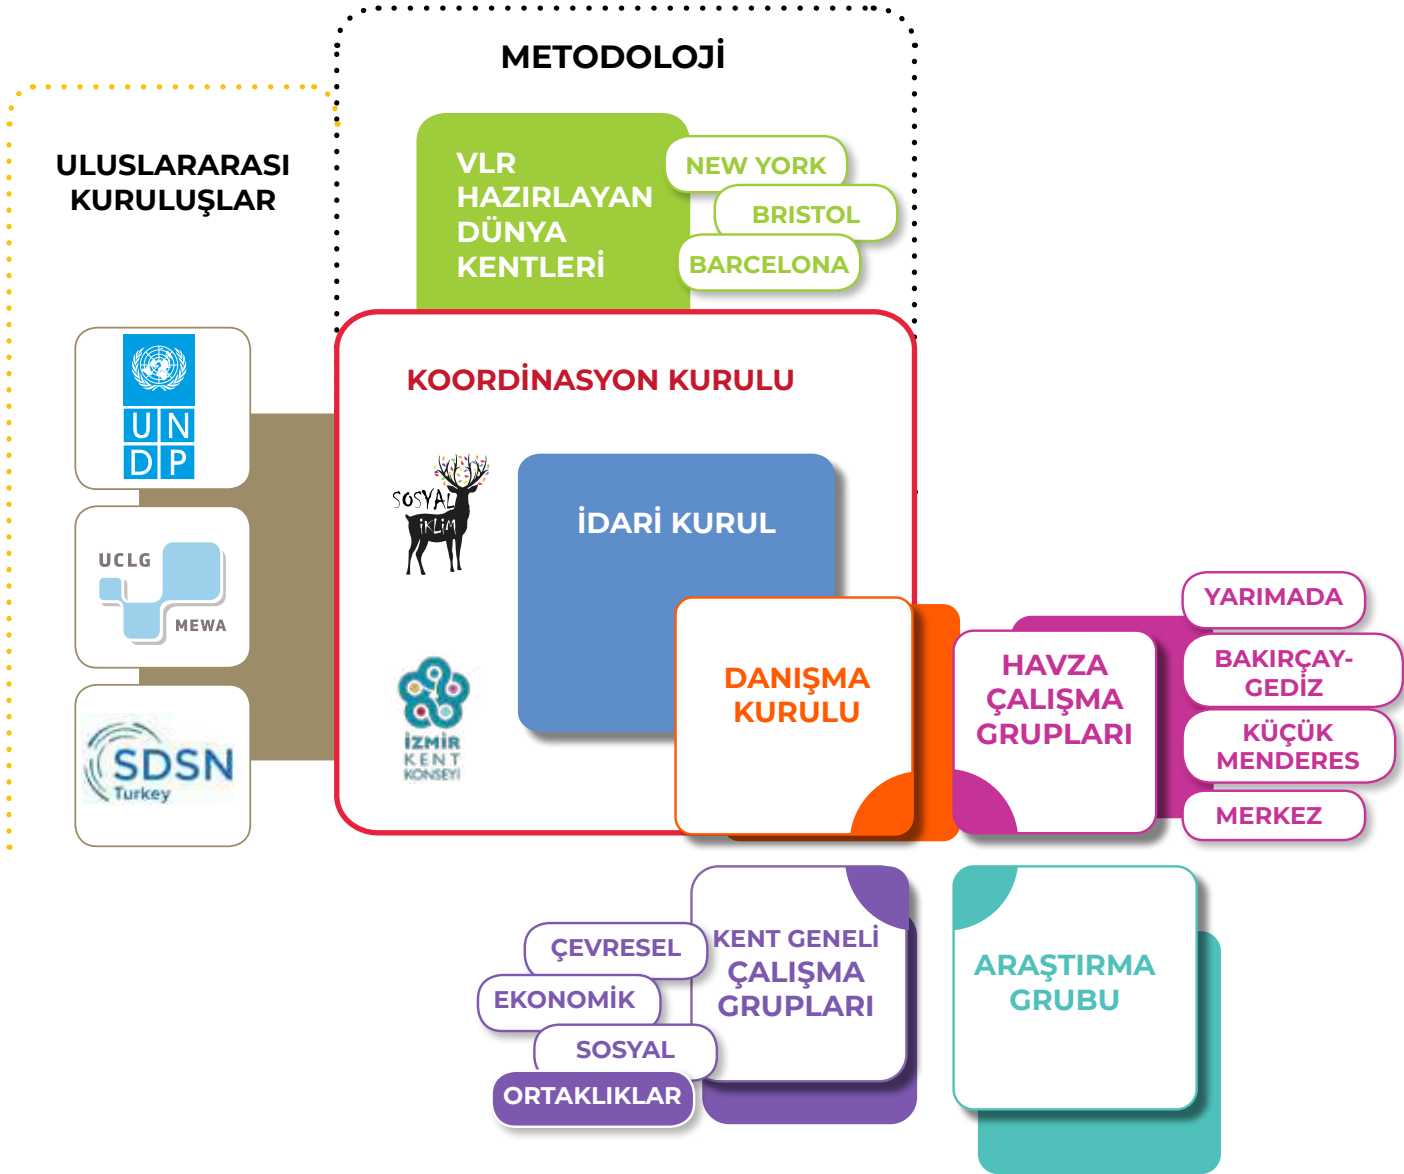 METODOLOJİ
ULUSLARARASI
KURULUŞLAR
VLR
HAZIRLAYAN
DÜNYA
KENTLERİ
NEW YORK
BRISTOL
BARCELONA
UN
DP
UCLG
MEWA
SDSN
Turkey
KOORDİNASYON KURULU
SOSYAL
İKLİM
İZMİR
KENT
KONSEYİ
İDARİ KURUL
DANIŞMA
KURULU
HAVZA
ÇALIŞMA
GRUPLARI
YARIMADA
BAKIRÇAY-
GEDİZ
KÜÇÜK
MENDERES
MERKEZ
KENT GENELİ
ÇALIŞMA
GRUPLARI
ÇEVRESEL
EKONOMİK
SOSYAL
ORTAKLIKLAR
ARAŞTIRMA
GRUBU